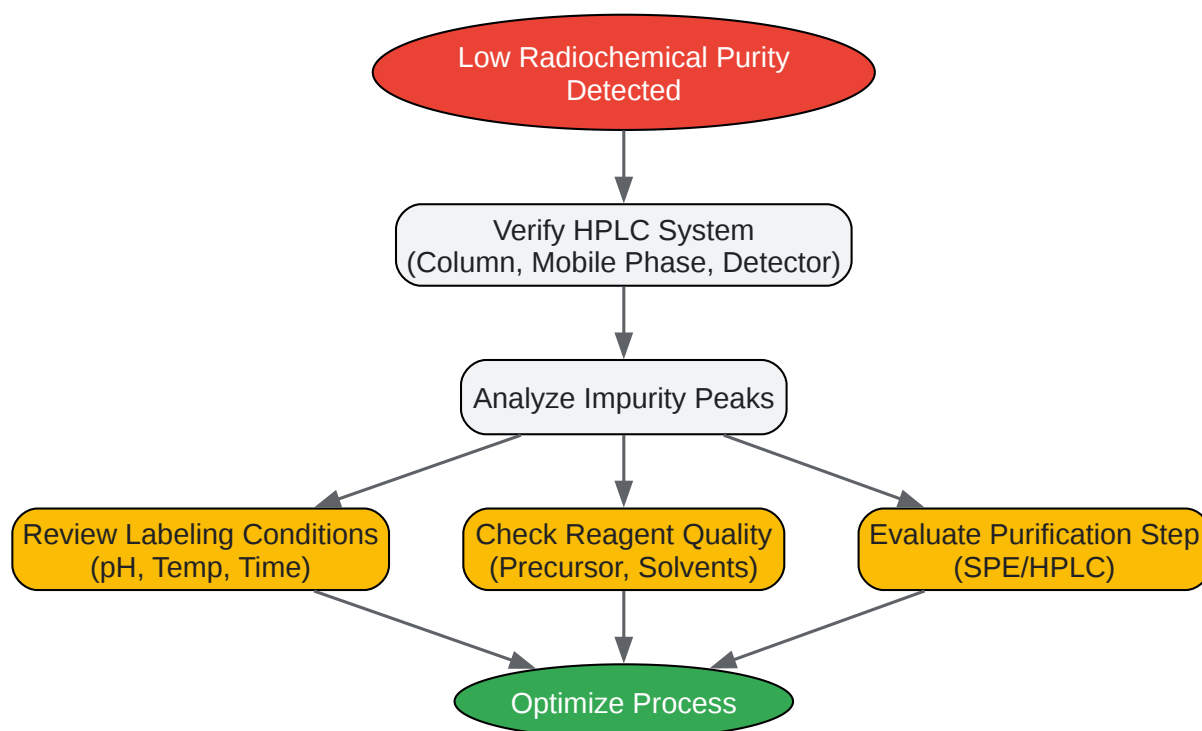 Low Radiochemical Purity
Detected
Verify HPLC System
(Column, Mobile Phase, Detector)
Analyze Impurity Peaks
Review Labeling Conditions
(pH, Temp, Time)
Check Reagent Quality
(Precursor, Solvents)
Evaluate Purification Step
(SPE/HPLC)
Optimize Process